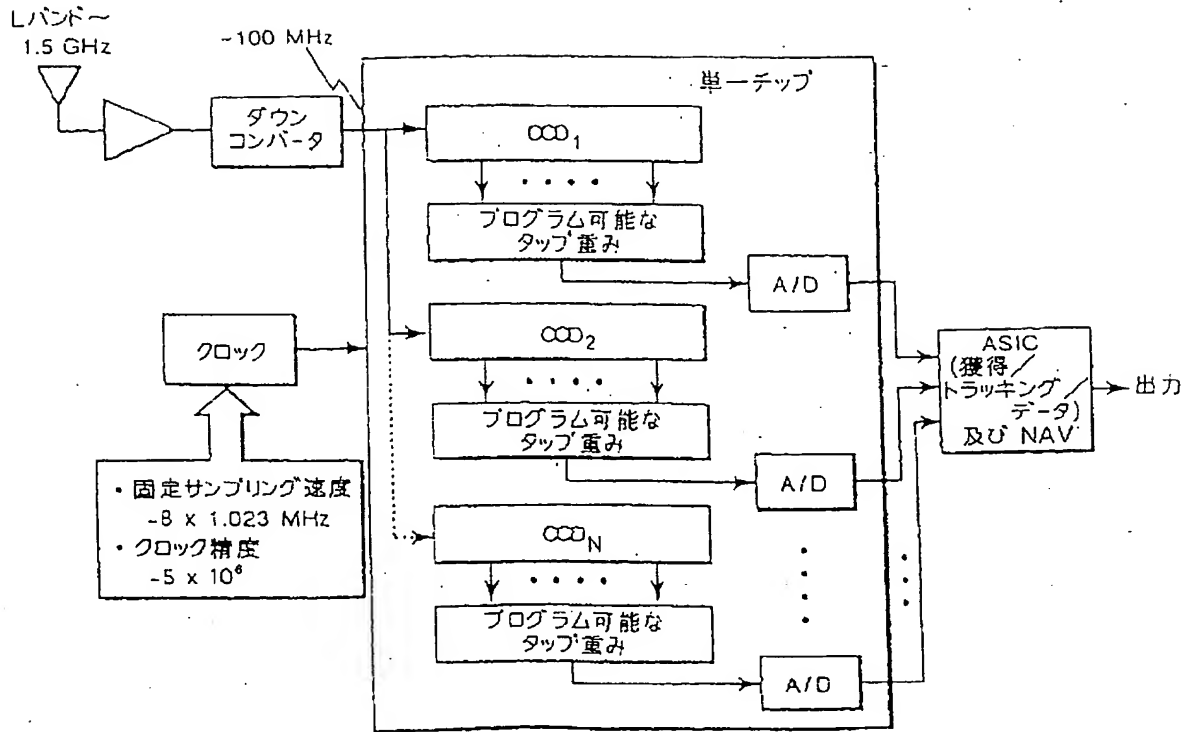 Lバンド~
1.5 GHz
~100 MHz
単一チップ
ダウン
コンバータ
CCD1
プログラム可能な
タップ重み
A/D
クロック
CCD2
プログラム可能な
タップ重み
A/D
ASIC
(獲得/
トラッキング/
データ)
及び NAV
出力
・固定サンプリング速度
~8 x 1.023 MHz
・クロック精度
~5 x 10⁶
CCDN
プログラム可能な
タップ重み
A/D